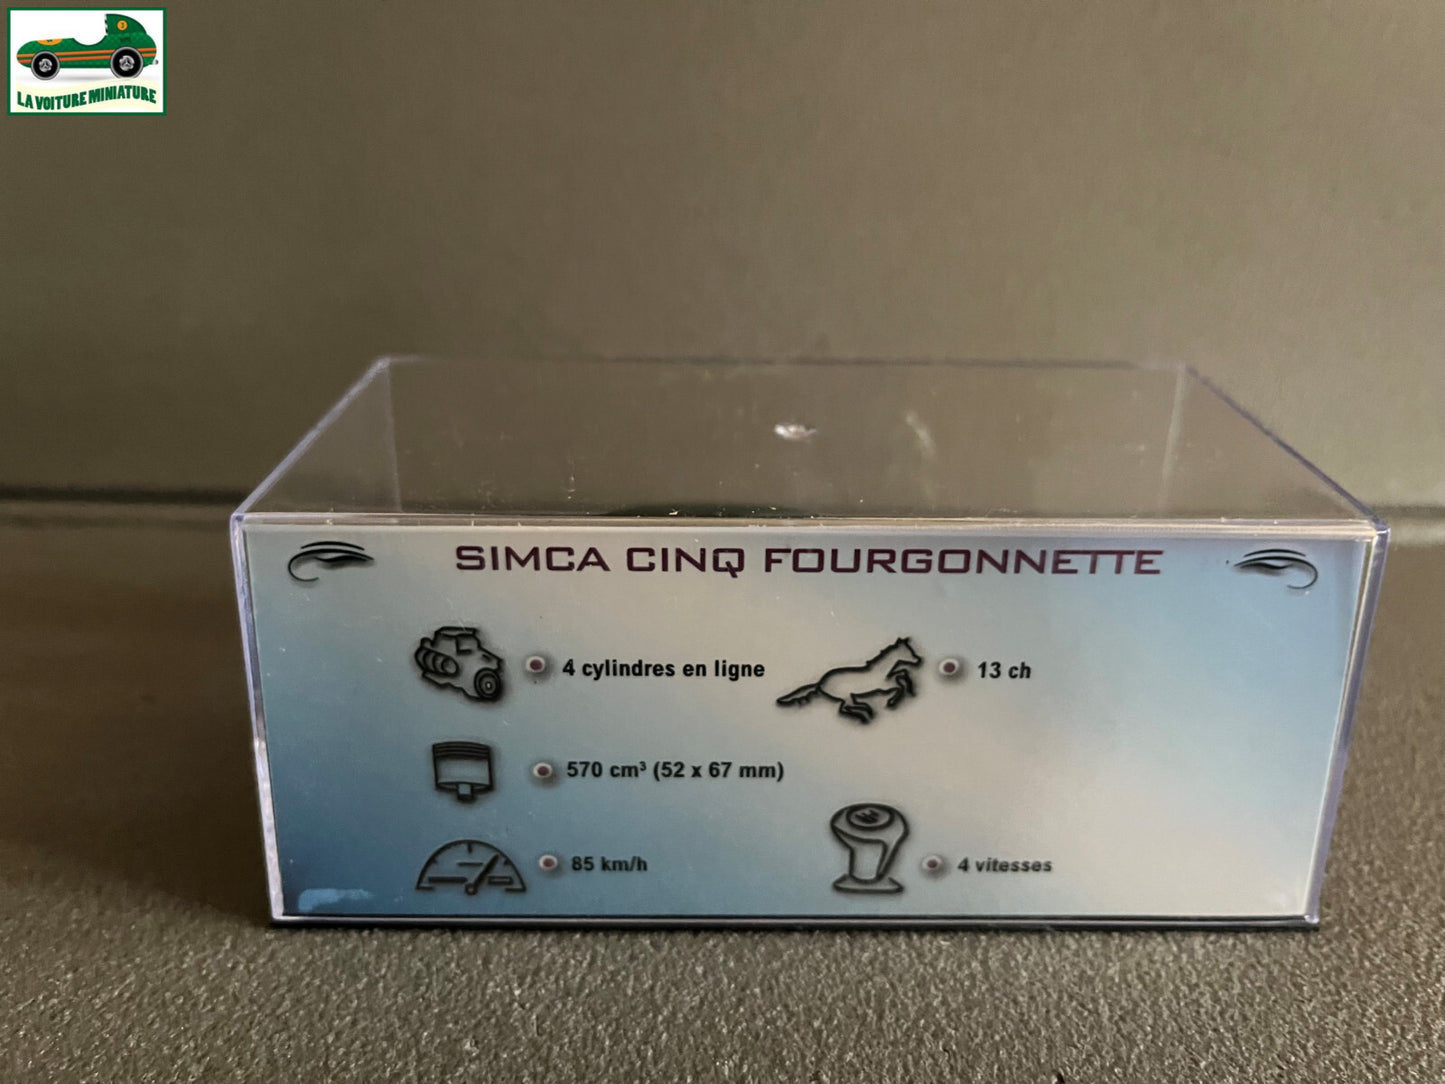 3
LA VOITURE MINIATURE
SIMCA CINQ FOURGONNETTE
4 cylindres en ligne
13 ch
570 cm³ (52 x 67 mm)
85 km/h
4 vitesses